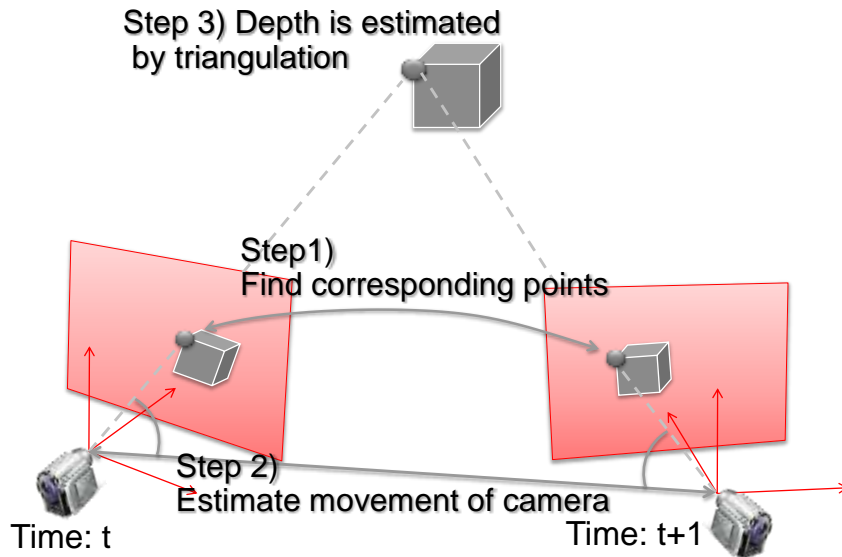 Step 3) Depth is estimated
by triangulation
Step1)
Find corresponding points
Step 2)
Estimate movement of camera
Time: t
Time: t+1